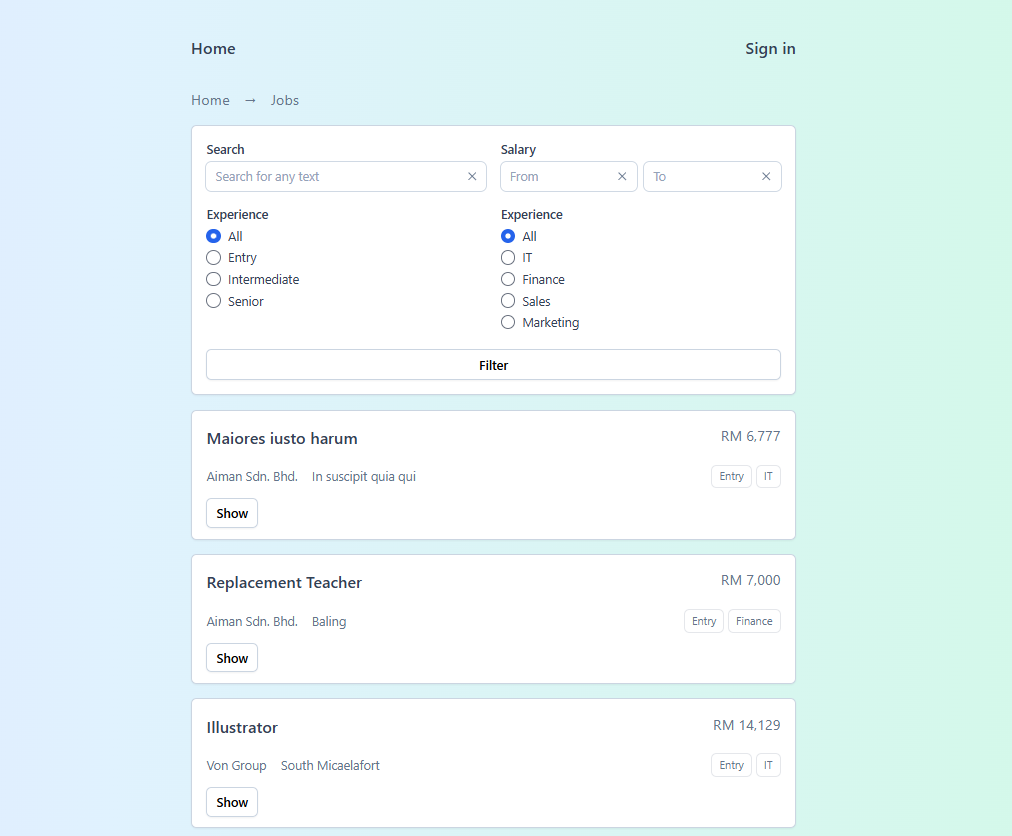 Home Sign in
Home → Jobs
Search Salary
Search for any text From To
Experience Experience
All All
Entry IT
Intermediate Finance
Senior Sales
Marketing
Filter
Maiores iusto harum RM 6,777
Aiman Sdn. Bhd. In suscipit quia qui Entry IT
Show
Replacement Teacher RM 7,000
Aiman Sdn. Bhd. Baling Entry Finance
Show
Illustrator RM 14,129
Von Group South Micaelafort Entry IT
Show